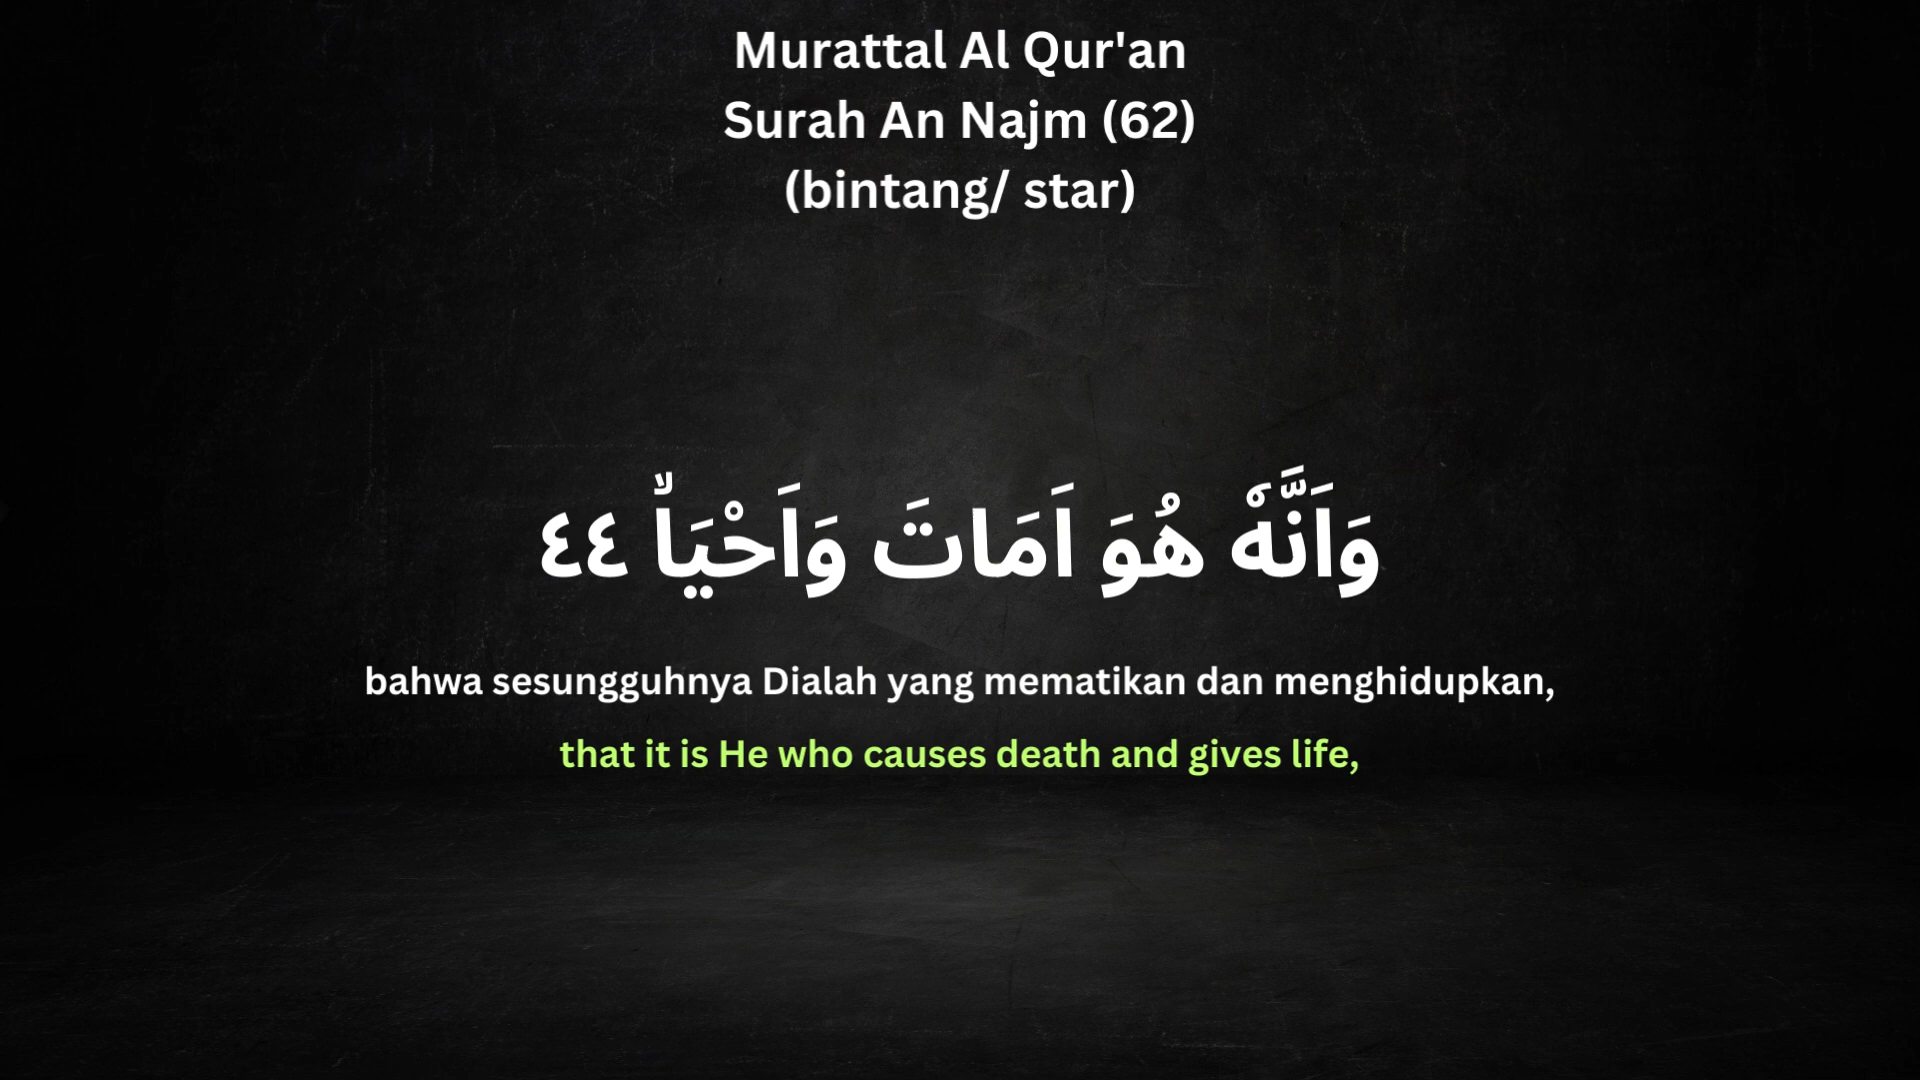 Murattal Al Qur'an
Surah An Najm (62)
(bintang/ star)
وَاَنَّهٗ هُوَ اَمَاتَ وَاَحْيَاۙ ٤٤
bahwa sesungguhnya Dialah yang mematikan dan menghidupkan,
that it is He who causes death and gives life,